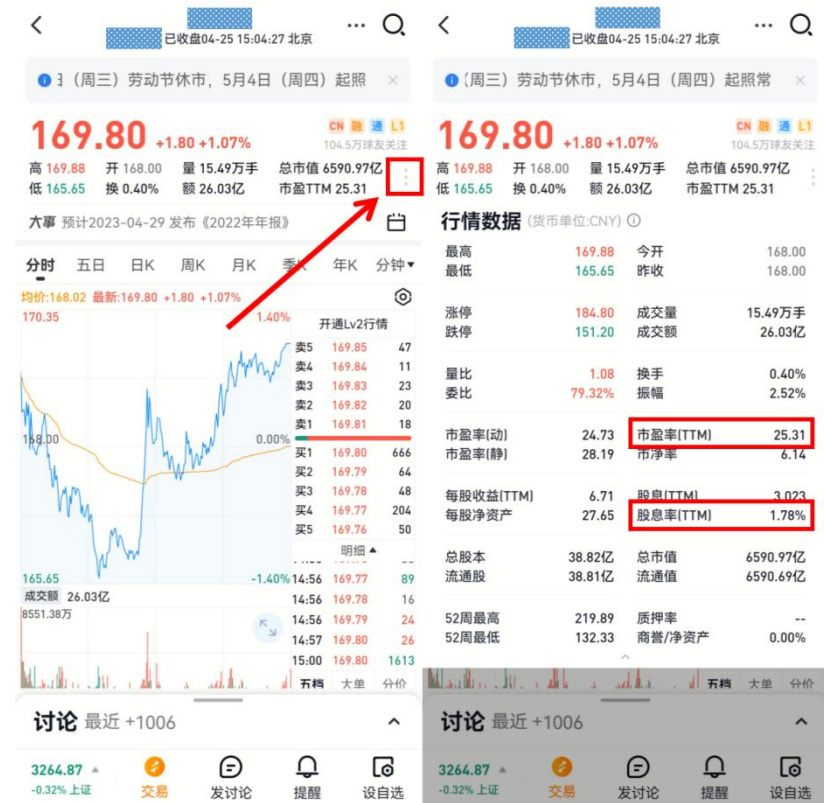 已收盘04-25 15:04:27 北京
(周三）劳动节休市，5月4日（周四）起照
169.80 +1.80 +1.07%
CN 融 通 L1
104.5万球友关注
高 169.88 开 168.00 量 15.49万手 总市值 6590.97亿
低 165.65 换 0.40% 额 26.03亿 市盈TTM 25.31
大事 预计2023-04-29 发布《2022年年报》
分时 五日 日K 周K 月K 季K 年K 分钟
均价:168.02 最新:169.80 +1.80 +1.07%
170.35 1.40%
168.00 0.00%
165.65 -1.40%
成交额 26.03亿
8551.38万
开通Lv2行情
卖5 169.85 47
卖4 169.84 11
卖3 169.83 23
卖2 169.82 20
卖1 169.81 18
买1 169.80 666
买2 169.79 64
买3 169.78 48
买4 169.77 204
买5 169.76 50
明细
14:56 169.77 89
14:56 169.78 16
14:56 169.79 24
14:57 169.80 26
15:00 169.80 1613
五档 大单 分价
讨论 最近 +1006
3264.87
-0.32% 上证
交易 发讨论 提醒 设自选
已收盘04-25 15:04:27 北京
（周三）劳动节休市，5月4日（周四）起照常
169.80 +1.80 +1.07%
CN 融 通 L1
104.5万球友关注
高 169.88 开 168.00 量 15.49万手 总市值 6590.97亿
低 165.65 换 0.40% 额 26.03亿 市盈TTM 25.31
行情数据 (货币单位:CNY)
最高 169.88 今开 168.00
最低 165.65 昨收 168.00
涨停 184.80 成交量 15.49万手
跌停 151.20 成交额 26.03亿
量比 1.08 换手 0.40%
委比 79.32% 振幅 2.52%
市盈率(动) 24.73 市盈率(TTM) 25.31
市盈率(静) 28.19 市净率 6.14
每股收益(TTM) 6.71 股息(TTM) 3.023
每股净资产 27.65 股息率(TTM) 1.78%
总股本 38.82亿 总市值 6590.97亿
流通股 38.81亿 流通值 6590.69亿
52周最高 219.89 质押率 --
52周最低 132.33 商誉/净资产 0.00%
五档 大单 分价
讨论 最近 +1006
3264.87
-0.32% 上证
交易 发讨论 提醒 设自选